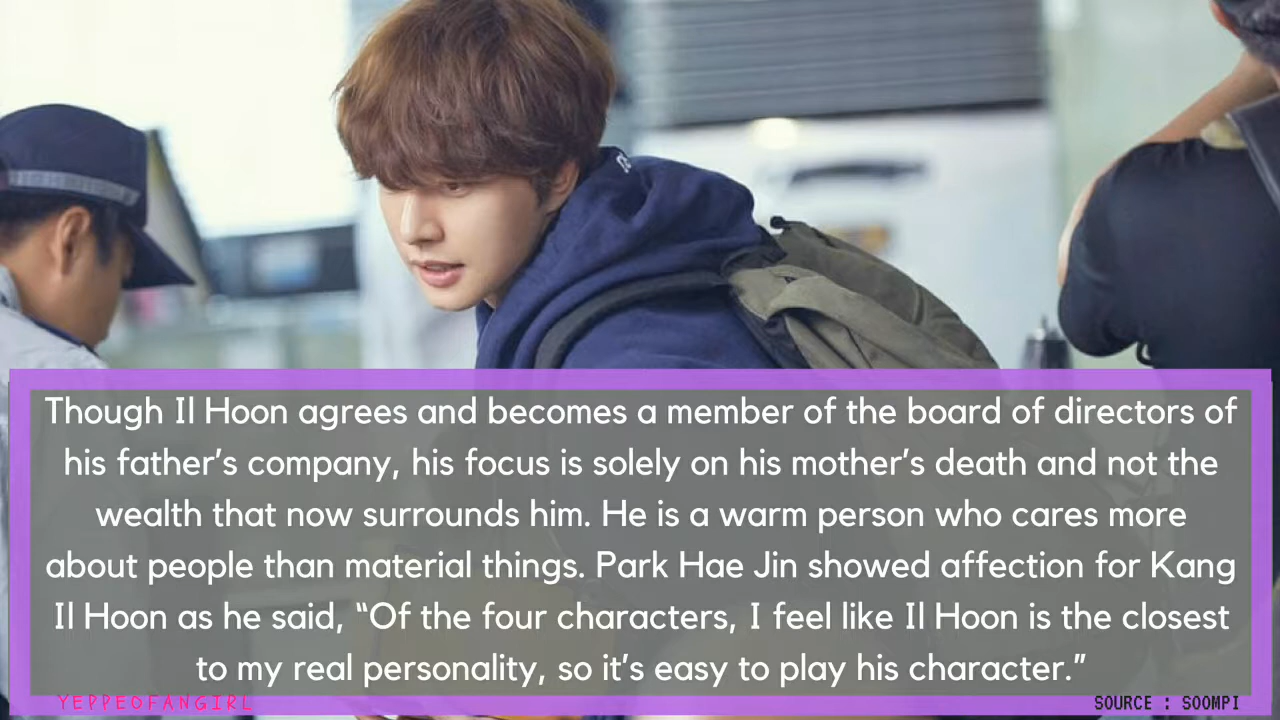 Though Il Hoon agrees and becomes a member of the board of directors of
his father’s company, his focus is solely on his mother’s death and not the
wealth that now surrounds him. He is a warm person who cares more
about people than material things. Park Hae Jin showed affection for Kang
Il Hoon as he said, “Of the four characters, I feel like Il Hoon is the closest
to my real personality, so it’s easy to play his character.”
YEPPEOFANGIRL
SOURCE : SOOMPI